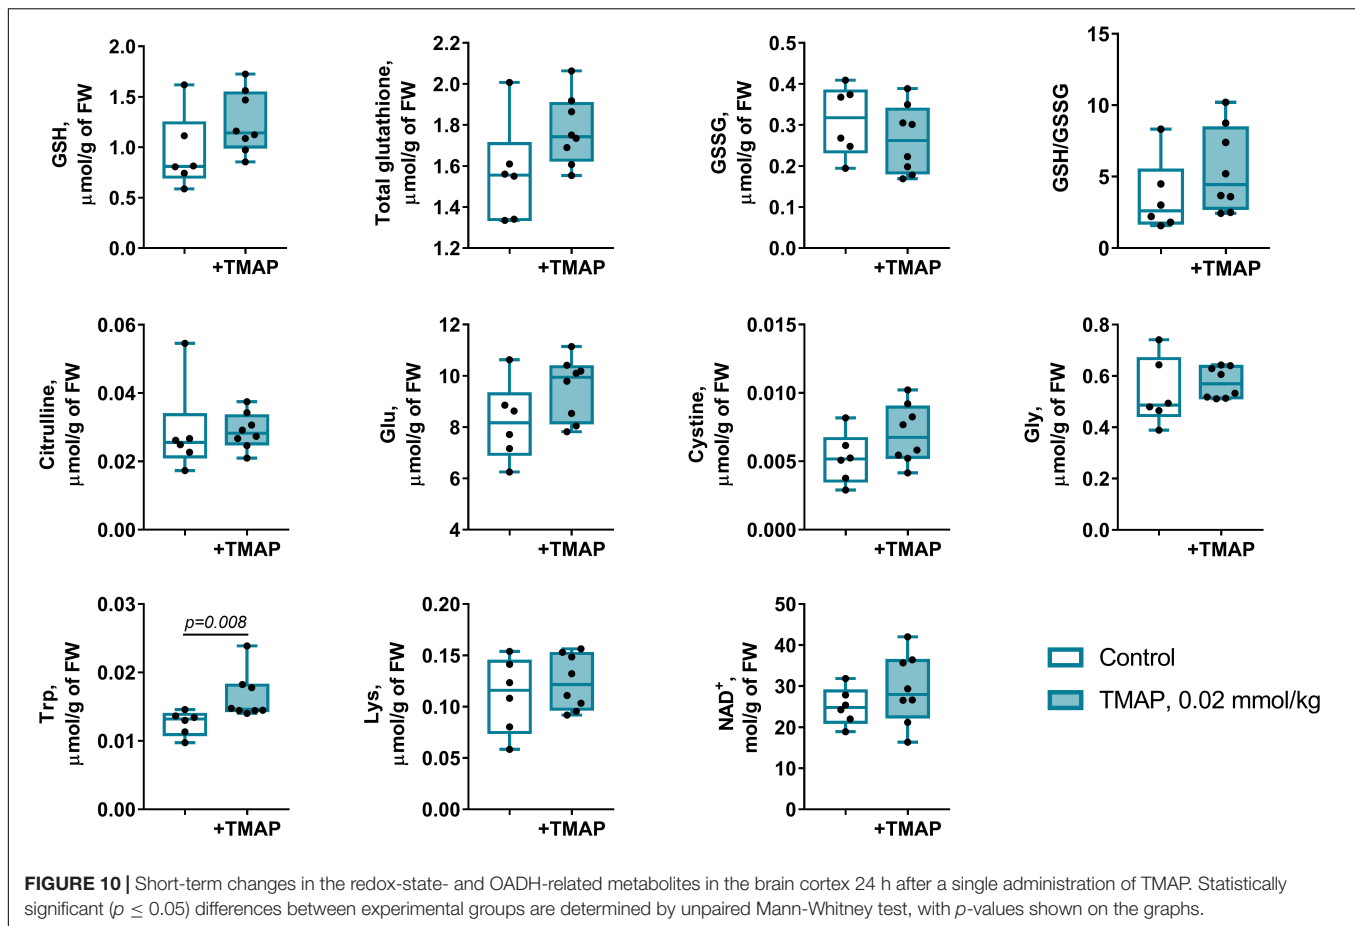 GSH,
μmol/g of FW
2.0
1.5
1.0
0.5
0.0
+TMAP
Total glutathione,
μmol/g of FW
2.2
2.0
1.8
1.6
1.4
1.2
+TMAP
GSSG,
μmol/g of FW
0.5
0.4
0.3
0.2
0.1
0.0
+TMAP
GSH/GSSG
15
10
5
0
+TMAP
Citrulline,
μmol/g of FW
0.06
0.04
0.02
0.00
+TMAP
Glu,
μmol/g of FW
12
10
8
6
4
+TMAP
Cystine,
μmol/g of FW
0.015
0.010
0.005
0.000
+TMAP
Gly,
μmol/g of FW
0.8
0.6
0.4
0.2
0.0
+TMAP
Trp,
μmol/g of FW
0.03
0.02
0.01
0.00
p=0.008
+TMAP
Lys,
μmol/g of FW
0.20
0.15
0.10
0.05
0.00
+TMAP
NAD⁺,
mol/g of FW
50
40
30
20
10
0
+TMAP
Control
TMAP, 0.02 mmol/kg
FIGURE 10 | Short-term changes in the redox-state- and OADH-related metabolites in the brain cortex 24 h after a single administration of TMAP. Statistically
significant (p ≤ 0.05) differences between experimental groups are determined by unpaired Mann-Whitney test, with p-values shown on the graphs.